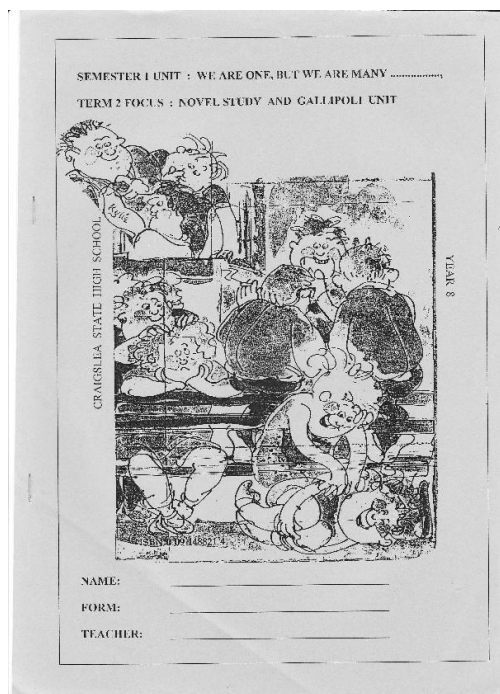 SEMESTER 1 UNIT : WE ARE ONE, BUT WE ARE MANY ..................
TERM 2 FOCUS : NOVEL STUDY AND GALLIPOLI UNIT
CRAIGSLEA STATE HIGH SCHOOL
YEAR 8
Kylie
NAME:
FORM:
TEACHER: